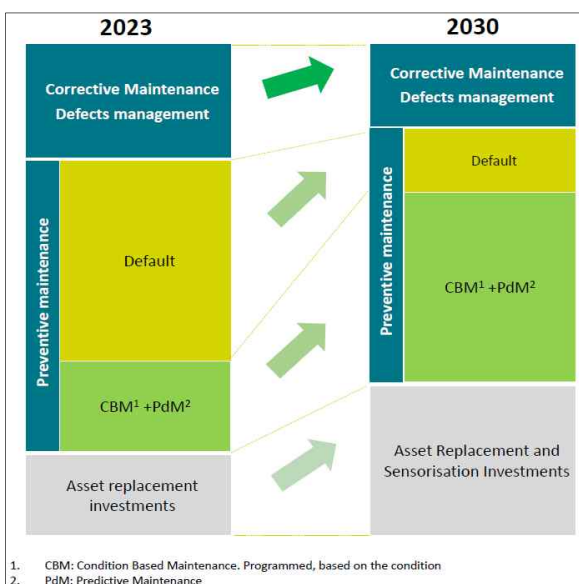 2023
Corrective Maintenance
Defects management
Preventive maintenance
Default
CBM¹ +PdM²
Asset replacement
investments
2030
Corrective Maintenance
Defects management
Preventive maintenance
Default
CBM¹ +PdM²
Asset Replacement and
Sensorisation Investments
1. CBM: Condition Based Maintenance. Programmed, based on the condition
2. PdM: Predictive Maintenance